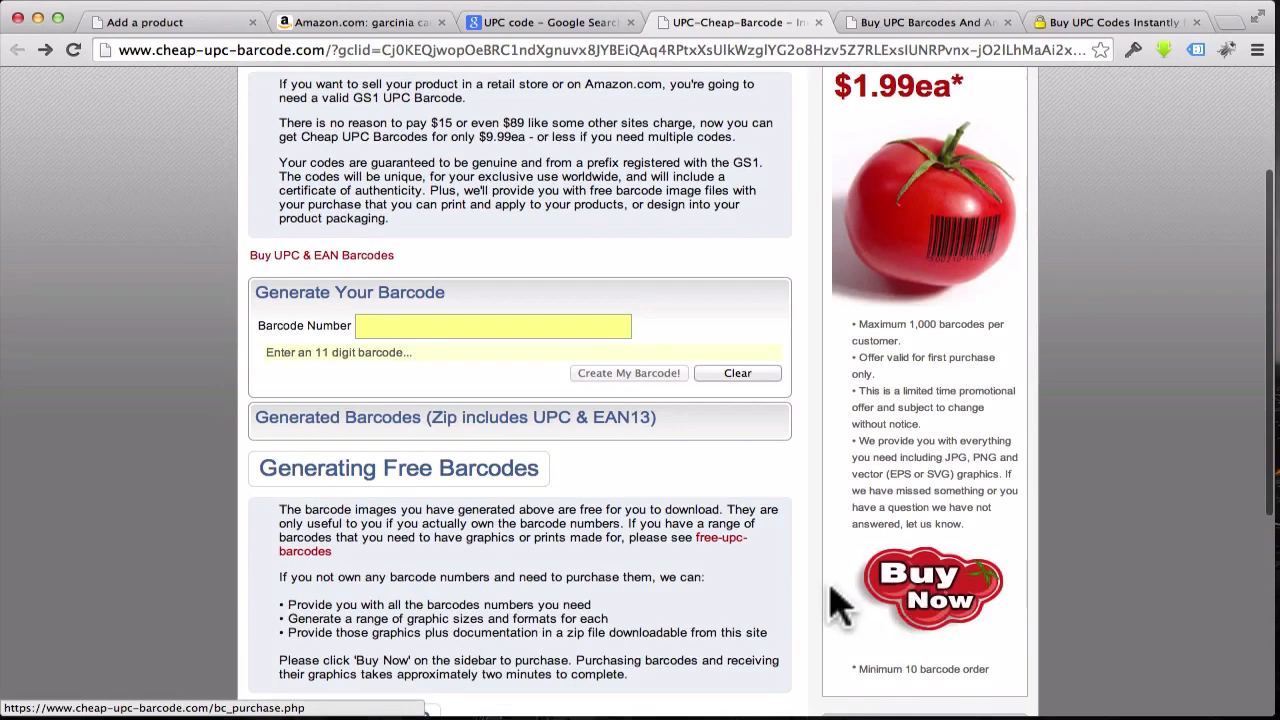 Add a product
Amazon.com: garcinia ca
UPC code – Google Searc
UPC-Cheap-Barcode – In
Buy UPC Barcodes And An
Buy UPC Codes Instantly
www.cheap-upc-barcode.com/?gclid=Cj0KEQjwopOeBRC1ndXgnuvx8JYBEiQAq4RPtxXsUlkWzglYG2o8Hzv5Z7RLExsIUNRPvnx-jO2lLhMaAi2x...
If you want to sell your product in a retail store or on Amazon.com, you're going to
need a valid GS1 UPC Barcode.
There is no reason to pay $15 or even $89 like some other sites charge, now you can
get Cheap UPC Barcodes for only $9.99ea - or less if you need multiple codes.
Your codes are guaranteed to be genuine and from a prefix registered with the GS1.
The codes will be unique, for your exclusive use worldwide, and will include a
certificate of authenticity. Plus, we'll provide you with free barcode image files with
your purchase that you can print and apply to your products, or design into your
product packaging.
Buy UPC & EAN Barcodes
Generate Your Barcode
Barcode Number
Enter an 11 digit barcode...
Create My Barcode!
Clear
Generated Barcodes (Zip includes UPC & EAN13)
Generating Free Barcodes
The barcode images you have generated above are free for you to download. They are
only useful to you if you actually own the barcode numbers. If you have a range of
barcodes that you need to have graphics or prints made for, please see free-upc-
barcodes
If you not own any barcode numbers and need to purchase them, we can:
• Provide you with all the barcodes numbers you need
• Generate a range of graphic sizes and formats for each
• Provide those graphics plus documentation in a zip file downloadable from this site
Please click 'Buy Now' on the sidebar to purchase. Purchasing barcodes and receiving
their graphics takes approximately two minutes to complete.
$1.99ea*
• Maximum 1,000 barcodes per
customer.
• Offer valid for first purchase
only.
• This is a limited time promotional
offer and subject to change
without notice.
• We provide you with everything
you need including JPG, PNG and
vector (EPS or SVG) graphics. If
we have missed something or you
have a question we have not
answered, let us know.
Buy
Now
* Minimum 10 barcode order
https://www.cheap-upc-barcode.com/bc_purchase.php